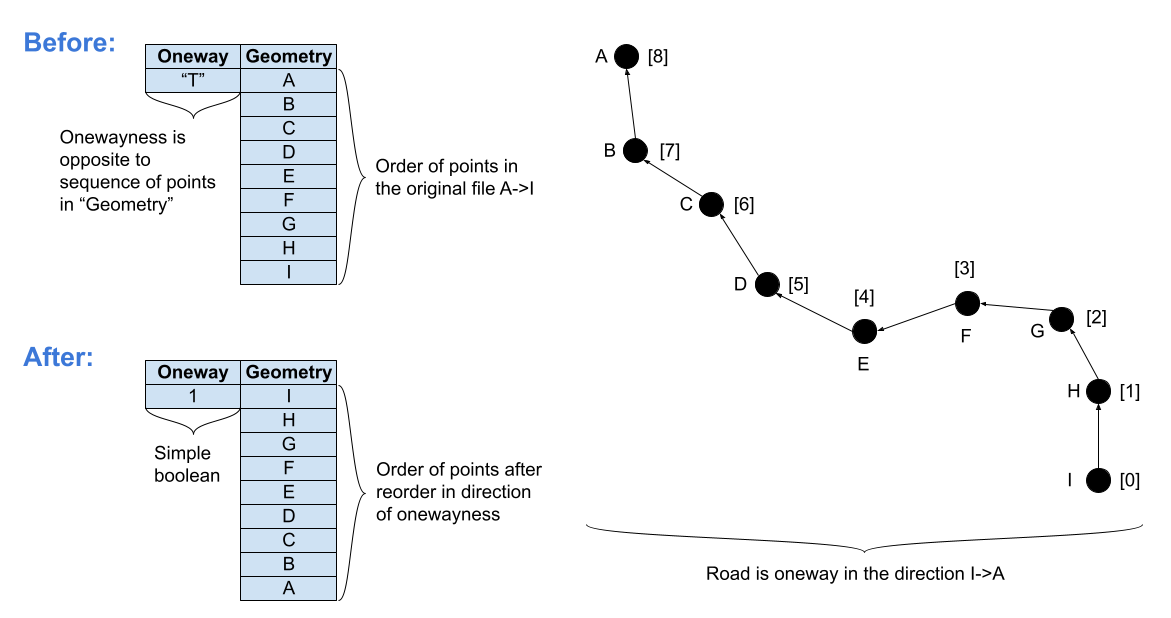 Before:
Oneway Geometry
“T” A
B
C
D
E
F
G
H
I
Onewayness is
opposite to
sequence of points
in “Geometry”
Order of points in
the original file A->I
After:
Oneway Geometry
1 I
H
G
F
E
D
C
B
A
Simple
boolean
Order of points after
reorder in direction
of onewayness
A [8]
B [7]
C [6]
D [5]
[4]
E
[3]
F
G [2]
H [1]
I [0]
Road is oneway in the direction I->A